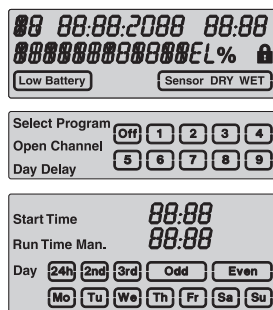 88 88:88:2088 88:88
88888888888EL%
Low Battery Sensor DRY WET
Select Program
Open Channel
Day Delay
Off 1 2 3 4
5 6 7 8 9
Start Time 88:88
Run Time Man. 88:88
Day 24h 2nd 3rd Odd Even
Mo Tu We Th Fr Sa Su